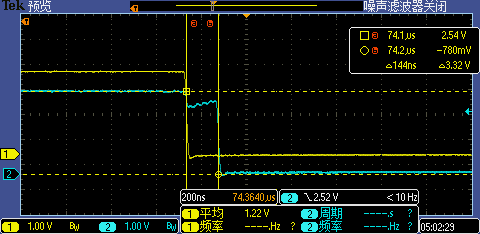 Tek 预览 噪声滤波器关闭
a b
a 74.1µs 2.54 V
b 74.2µs −780mV
△144ns △3.32 V
1
2
200ns 74.3640µs 2 2.52 V < 10 Hz
1 平均 1.22 V 2 周期 ––––.s ?
1 频率 ––––.Hz ? 2 频率 ––––.Hz ?
1 1.00 V BW 2 1.00 V BW 05:02:29